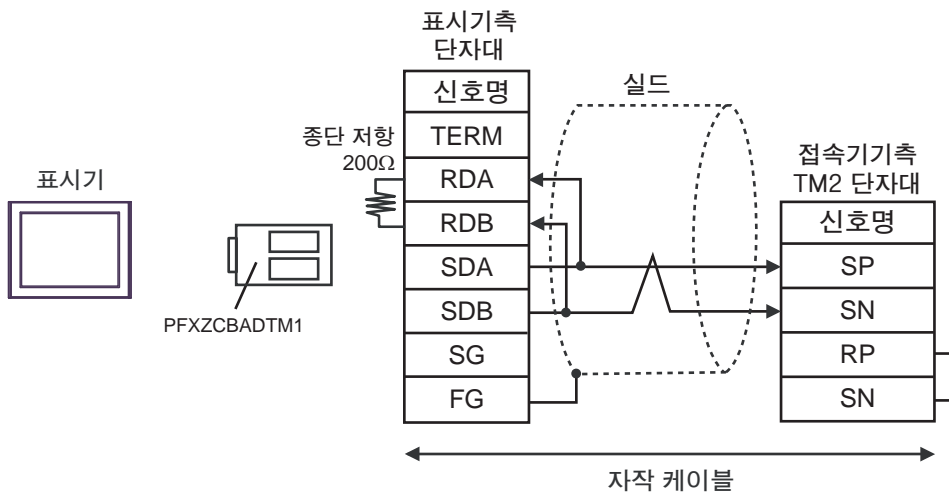 표시기
PFXZCBADTM1
표시기측
단자대
신호명
TERM
RDA
RDB
SDA
SDB
SG
FG
종단 저항
200Ω
실드
접속기기측
TM2 단자대
신호명
SP
SN
RP
SN
자작 케이블